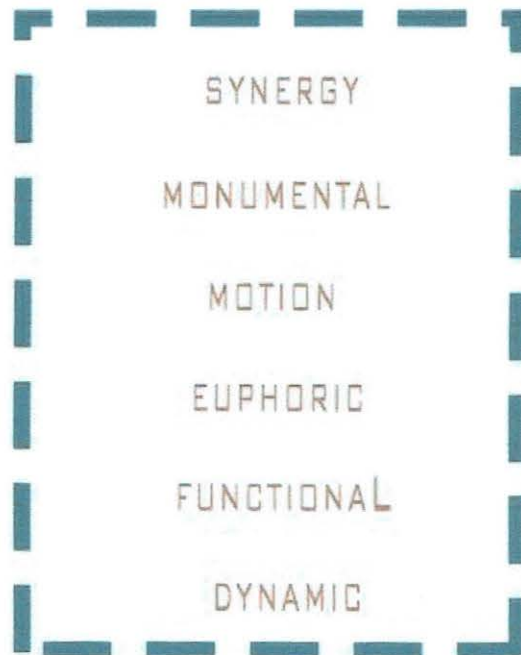 SYNERGY
MONUMENTAL
MOTION
EUPHORIC
FUNCTIONAL
DYNAMIC